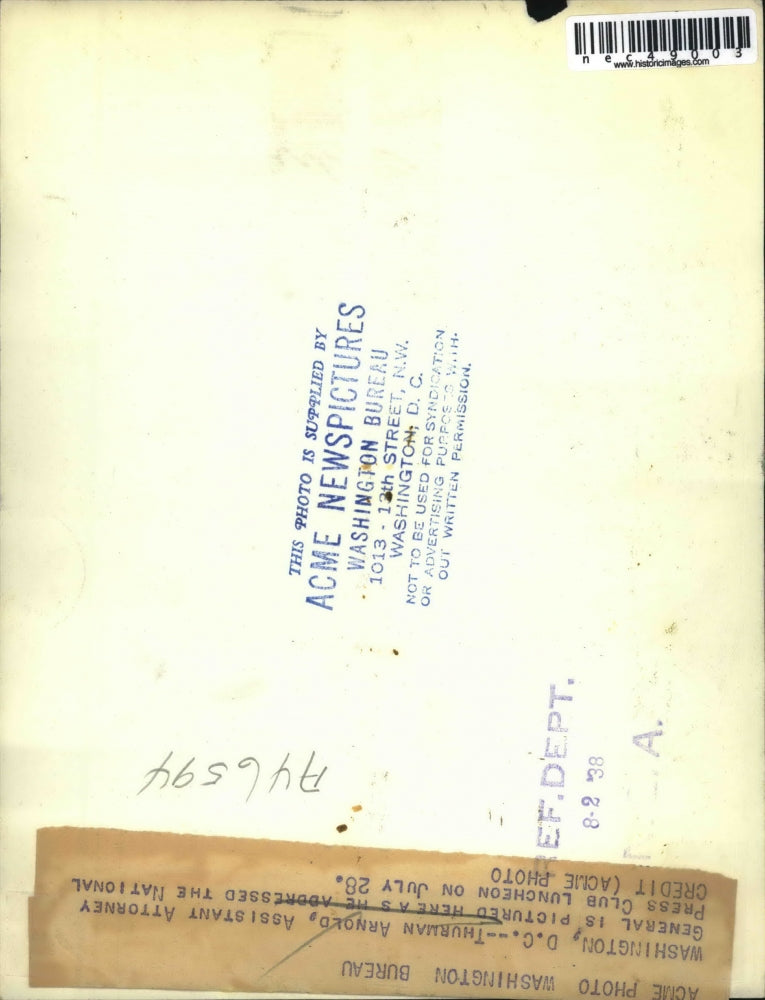 nec49003
www.historicimages.com
THIS PHOTO IS SUPPLIED BY
ACME NEWSPICTURES
WASHINGTON BUREAU
1013 - 13th STREET, N.W.
WASHINGTON, D. C.
NOT TO BE USED FOR SYNDICATION
OR ADVERTISING PURPOSES WITH-
OUT WRITTEN PERMISSION.
REF. DEPT.
8-2 '38
A.
A46594
ACME PHOTO WASHINGTON BUREAU
WASHINGTON, D.C.--THURMAN ARNOLD, ASSISTANT ATTORNEY
GENERAL IS PICTURED HERE AS HE ADDRESSED THE NATIONAL
PRESS CLUB LUNCHEON ON JULY 28.
CREDIT (ACME PHOTO